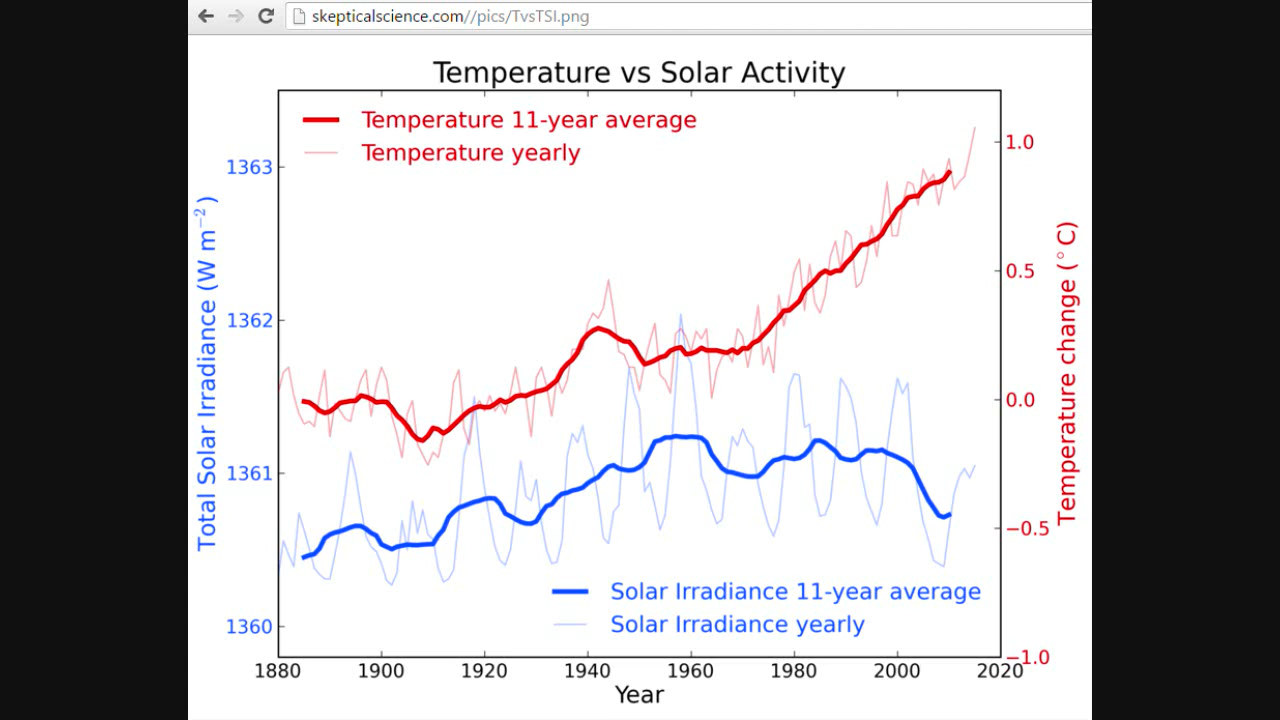 skepticalscience.com//pics/TvsTSI.png
Temperature vs Solar Activity
Temperature 11-year average
Temperature yearly
1363
1362
1361
1360
Total Solar Irradiance (W m⁻²)
1.0
0.5
0.0
−0.5
−1.0
Temperature change (°C)
Solar Irradiance 11-year average
Solar Irradiance yearly
1880 1900 1920 1940 1960 1980 2000 2020
Year